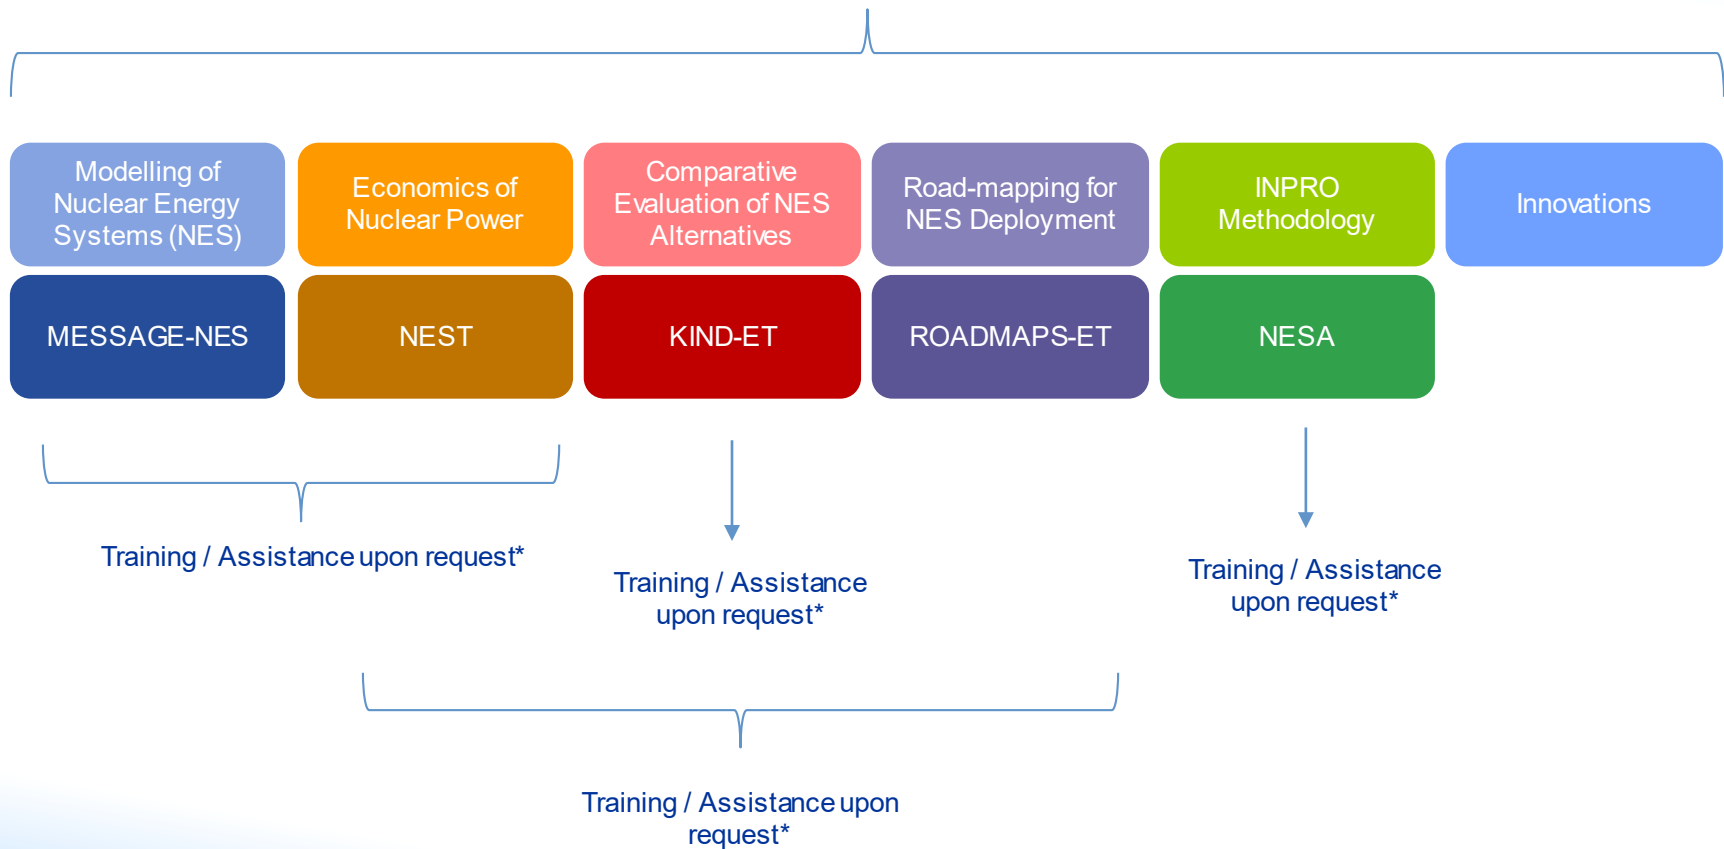 Modelling of
Nuclear Energy
Systems (NES)
Economics of
Nuclear Power
Comparative
Evaluation of NES
Alternatives
Road-mapping for
NES Deployment
INPRO
Methodology
Innovations
MESSAGE-NES
NEST
KIND-ET
ROADMAPS-ET
NESA
Training / Assistance upon request*
Training / Assistance
upon request*
Training / Assistance
upon request*
Training / Assistance upon
request*